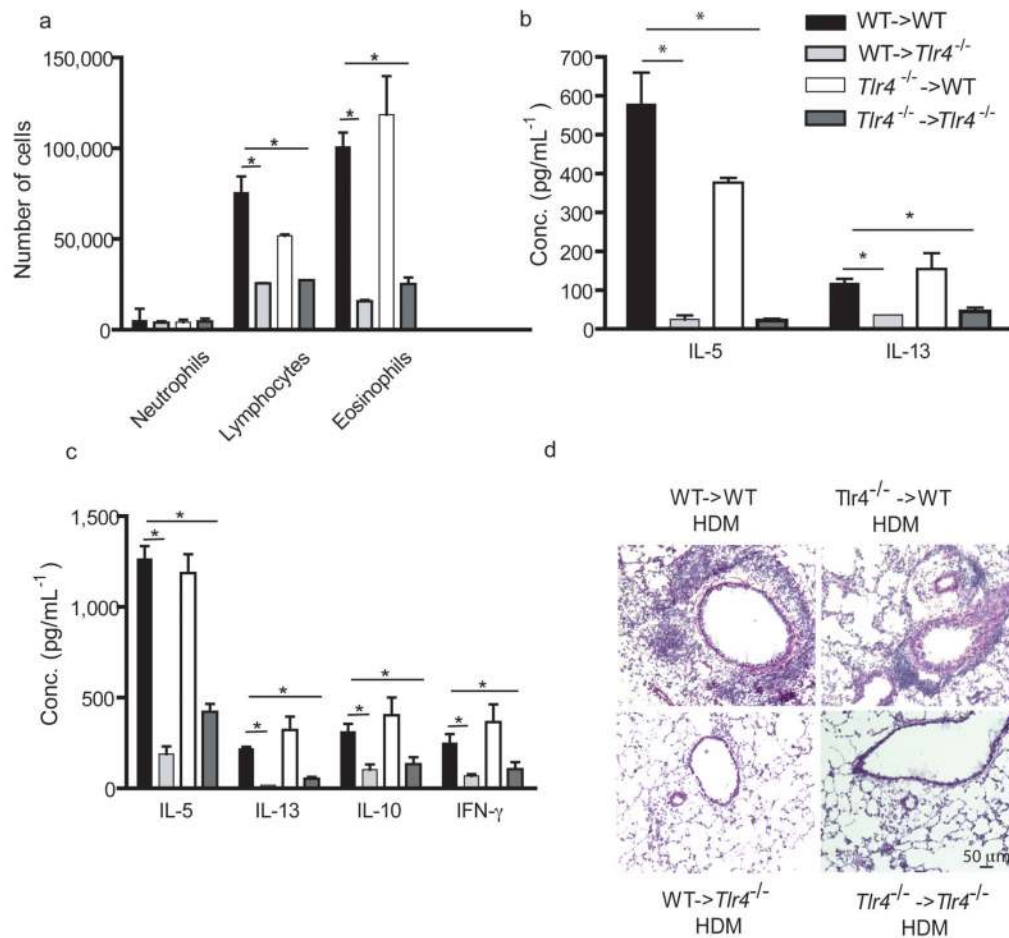 a
Number of cells
150,000
100,000
50,000
0
* * * *
Neutrophils
Lymphocytes
Eosinophils
b
WT->WT
WT->Tlr4-/-
Tlr4-/- ->WT
Tlr4-/- ->Tlr4-/-
Conc. (pg/mL-1)
700
600
500
400
300
200
100
0
* * * *
IL-5
IL-13
c
Conc. (pg/mL-1)
1,500
1,000
500
0
* * * * * * * *
IL-5
IL-13
IL-10
IFN-γ
d
WT->WT
HDM
Tlr4-/- ->WT
HDM
50 µm
WT->Tlr4-/-
HDM
Tlr4-/- ->Tlr4-/-
HDM